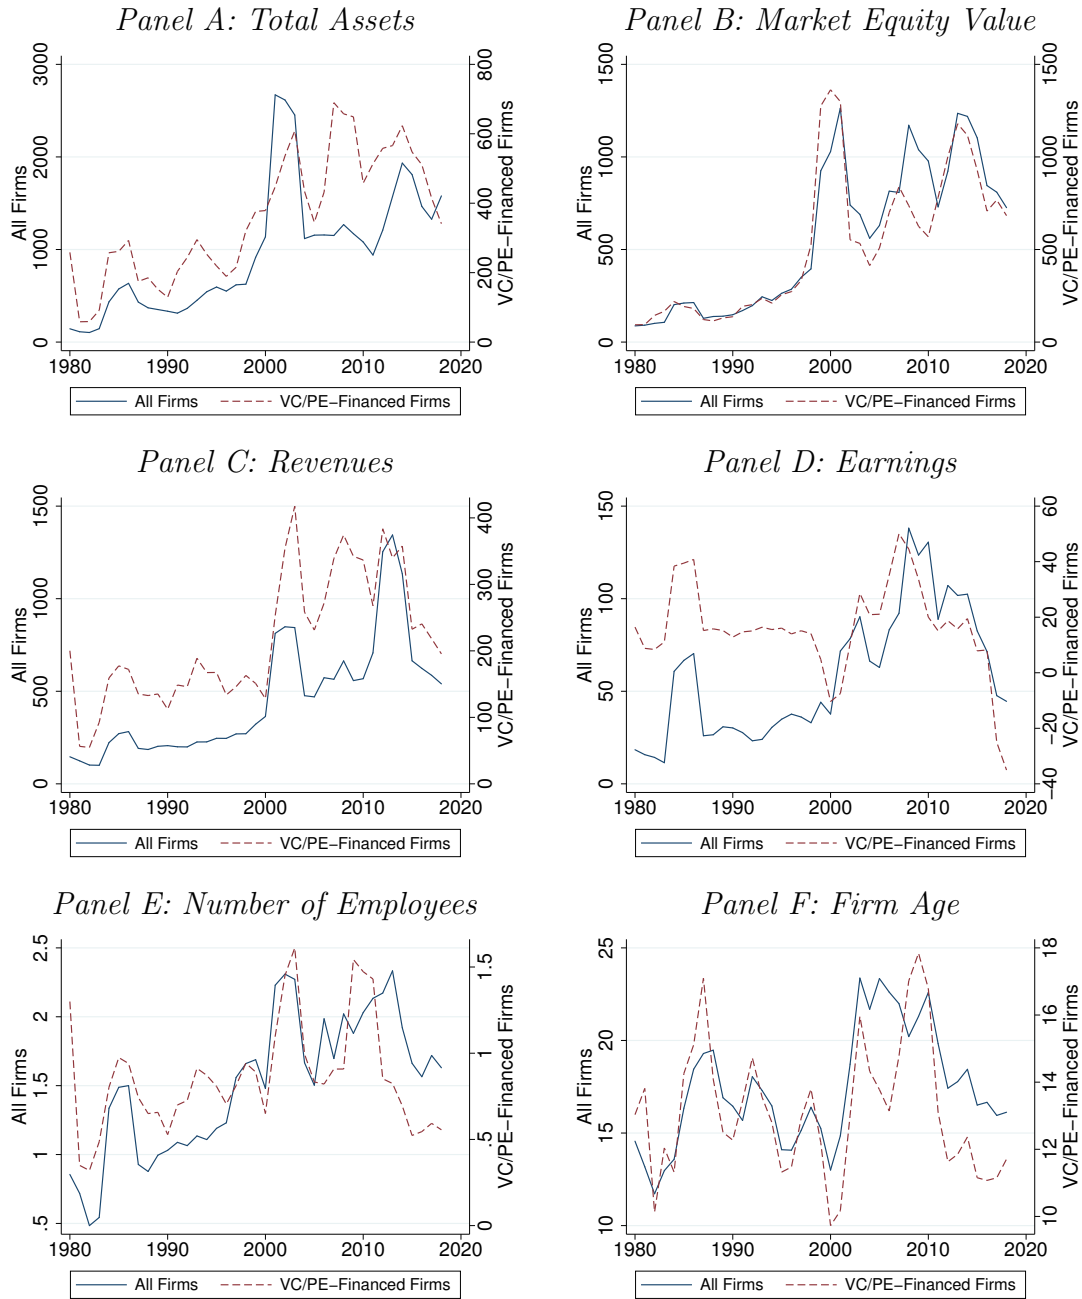 Panel A: Total Assets
All Firms
0 1000 2000 3000
VC/PE−Financed Firms
0 200 400 600 800
1980 1990 2000 2010 2020
All Firms VC/PE−Financed Firms
Panel B: Market Equity Value
All Firms
0 500 1000 1500
VC/PE−Financed Firms
0 500 1000 1500
1980 1990 2000 2010 2020
All Firms VC/PE−Financed Firms
Panel C: Revenues
All Firms
0 500 1000 1500
VC/PE−Financed Firms
0 100 200 300 400
1980 1990 2000 2010 2020
All Firms VC/PE−Financed Firms
Panel D: Earnings
All Firms
0 50 100 150
VC/PE−Financed Firms
−40 −20 0 20 40 60
1980 1990 2000 2010 2020
All Firms VC/PE−Financed Firms
Panel E: Number of Employees
All Firms
.5 1 1.5 2 2.5
VC/PE−Financed Firms
0 .5 1 1.5
1980 1990 2000 2010 2020
All Firms VC/PE−Financed Firms
Panel F: Firm Age
All Firms
10 15 20 25
VC/PE−Financed Firms
10 12 14 16 18
1980 1990 2000 2010 2020
All Firms VC/PE−Financed Firms